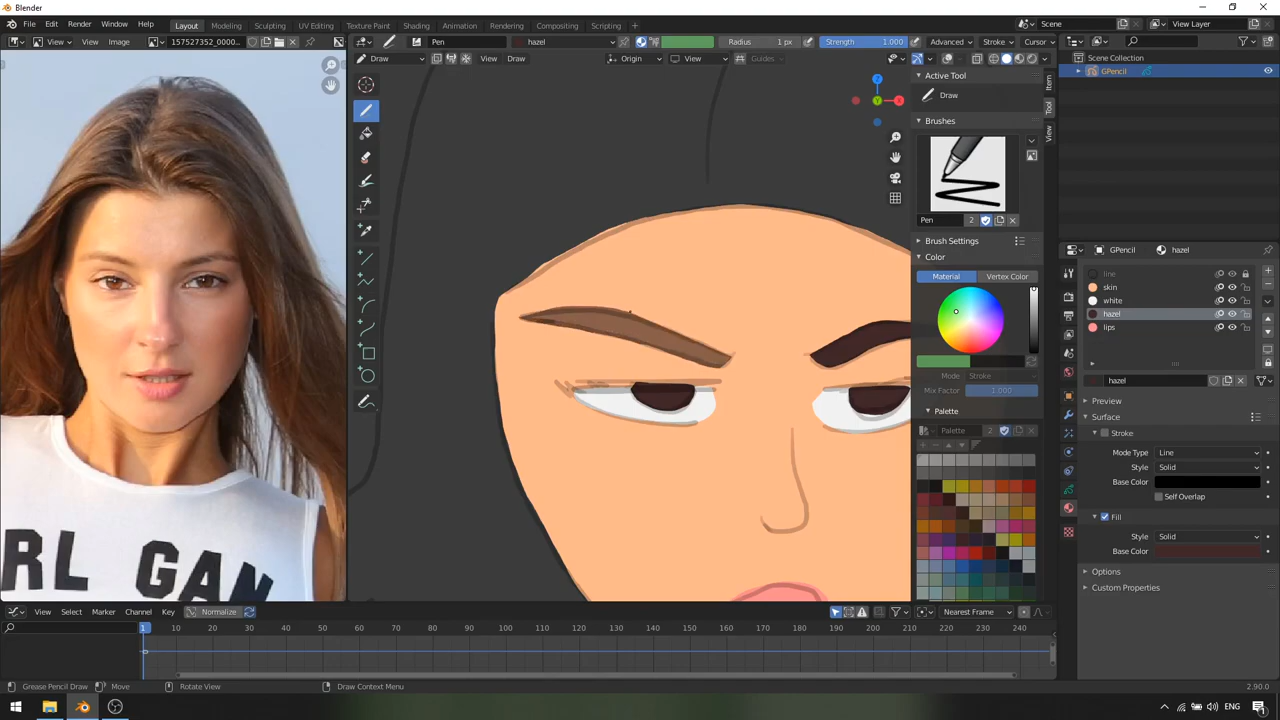 Blender
File Edit Render Window Help Layout Modeling Sculpting UV Editing Texture Paint Shading Animation Rendering Compositing Scripting + Scene View Layer
View View Image 157527352_0000... Pen hazel Radius 1 px Strength 1.000 Advanced Stroke Cursor
Draw View Draw Origin View Guides Scene Collection
GPencil
Active Tool
Draw
Item
Tool
View
Z
X
Y
Brushes
Pen 2
Brush Settings
Color
Material Vertex Color
Mode Stroke
Mix Factor 1.000
Palette
Palette 2
GPencil hazel
line
skin
white
hazel
lips
hazel
Preview
Surface
Stroke
Mode Type Line
Style Solid
Base Color
Self Overlap
Fill
Style Solid
Base Color
Options
Custom Properties
RL GAN
View Select Marker Channel Key Normalize Nearest Frame
1 10 20 30 40 50 60 70 80 90 100 110 120 130 140 150 160 170 180 190 200 210 220 230 240
Grease Pencil Draw Move Rotate View Draw Context Menu 2.90.0
ENG